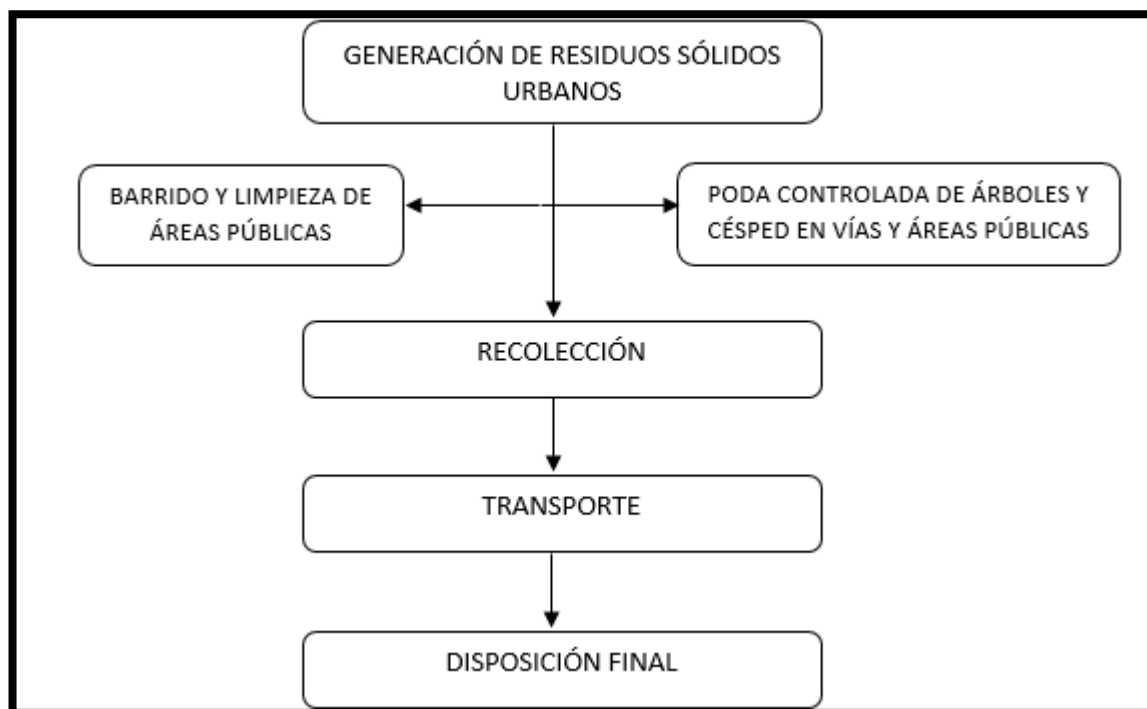 GENERACIÓN DE RESIDUOS SÓLIDOS
URBANOS
BARRIDO Y LIMPIEZA DE
ÁREAS PÚBLICAS
PODA CONTROLADA DE ÁRBOLES Y
CÉSPED EN VÍAS Y ÁREAS PÚBLICAS
RECOLECCIÓN
TRANSPORTE
DISPOSICIÓN FINAL